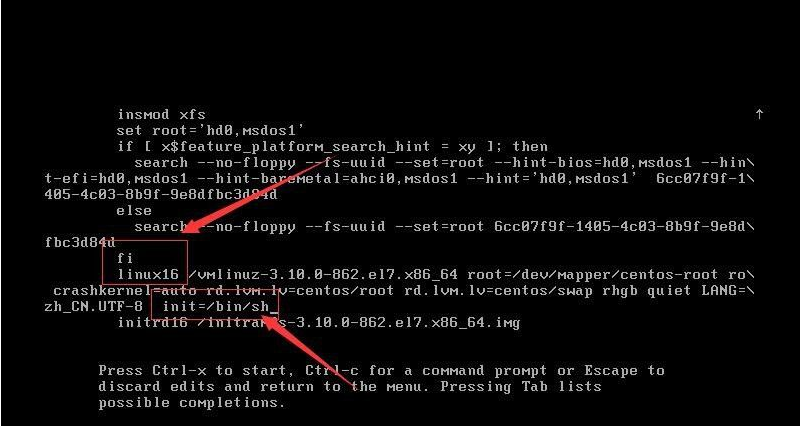 insmod xfs
set root='hd0,msdos1'
if [ x$feature_platform_search_hint = xy ]; then
search --no-floppy --fs-uuid --set=root --hint-bios=hd0,msdos1 --hin\
t-efi=hd0,msdos1 --hint-baremetal=ahci0,msdos1 --hint='hd0,msdos1'  6cc07f9f-1\
405-4c03-8b9f-9e8dfbc3d84d
else
search --no-floppy --fs-uuid --set=root 6cc07f9f-1405-4c03-8b9f-9e8d\
fbc3d84d
fi
linux16 /vmlinuz-3.10.0-862.el7.x86_64 root=/dev/mapper/centos-root ro\
crashkernel=auto rd.lvm.lv=centos/root rd.lvm.lv=centos/swap rhgb quiet LANG=\
zh_CN.UTF-8 init=/bin/sh_
initrd16 /initramfs-3.10.0-862.el7.x86_64.img
Press Ctrl-x to start, Ctrl-c for a command prompt or Escape to
discard edits and return to the menu. Pressing Tab lists
possible completions.